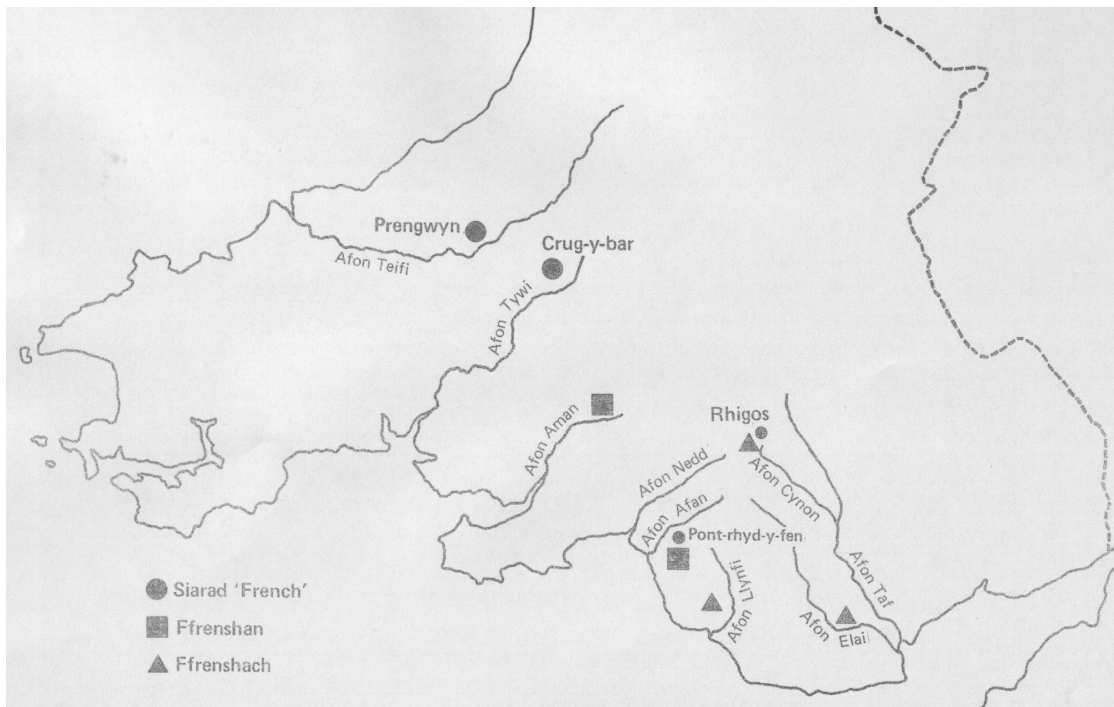 Prengwyn
Afon Teifi
Crug-y-bar
Afon Tywi
Afon Aman
Rhigos
Afon Nedd
Afon Cynon
Afon Afan
Pont-rhyd-y-fen
Afon Llynfi
Afon Taf
Afon Elai
Siarad 'French'
Ffrenshan
Ffrenshach